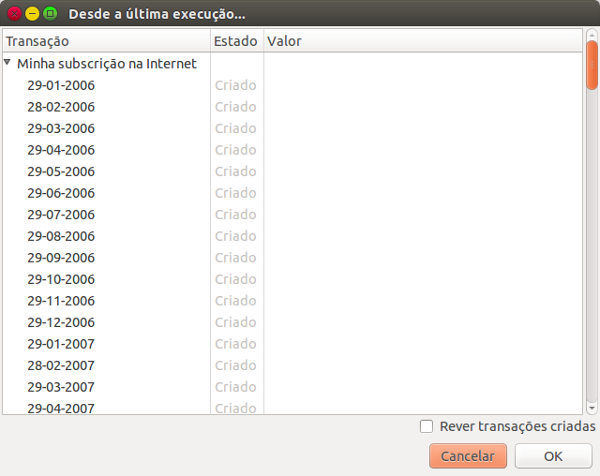 Desde a última execução...
Transação Estado Valor
Minha subscrição na Internet
29-01-2006 Criado
28-02-2006 Criado
29-03-2006 Criado
29-04-2006 Criado
29-05-2006 Criado
29-06-2006 Criado
29-07-2006 Criado
29-08-2006 Criado
29-09-2006 Criado
29-10-2006 Criado
29-11-2006 Criado
29-12-2006 Criado
29-01-2007 Criado
28-02-2007 Criado
29-03-2007 Criado
29-04-2007 Criado
Rever transações criadas
Cancelar OK